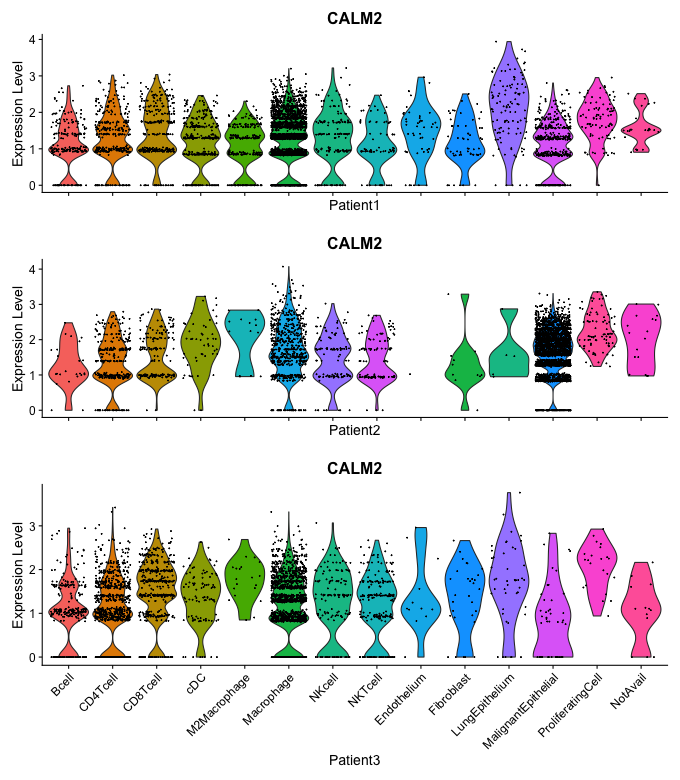 CALM2
Expression Level
4
3
2
1
0
Patient1
CALM2
Expression Level
4
3
2
1
0
Patient2
CALM2
Expression Level
3
2
1
0
Bcell
CD4Tcell
CD8Tcell
cDC
M2Macrophage
Macrophage
NKcell
NKTcell
Endothelium
Fibroblast
LungEpithelium
MalignantEpithelial
ProliferatingCell
NotAvail
Patient3